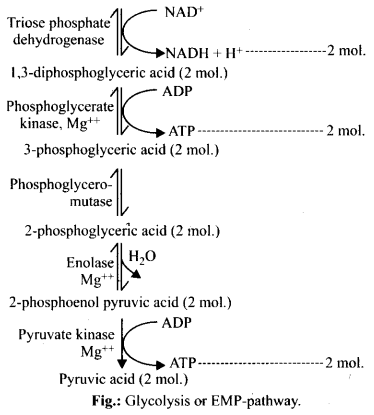 NAD⁺
Triose phosphate
dehydrogenase
NADH + H⁺ ---------------- 2 mol.
1,3-diphosphoglyceric acid (2 mol.)
ADP
Phosphoglycerate
kinase, Mg⁺⁺
ATP ------------------------ 2 mol.
3-phosphoglyceric acid (2 mol.)
Phosphoglycero-
mutase
2-phosphoglyceric acid (2 mol.)
H₂O
Enolase
Mg⁺⁺
2-phosphoenol pyruvic acid (2 mol.)
ADP
Pyruvate kinase
Mg⁺⁺
ATP ------------------------ 2 mol.
Pyruvic acid (2 mol.)
Fig.: Glycolysis or EMP-pathway.